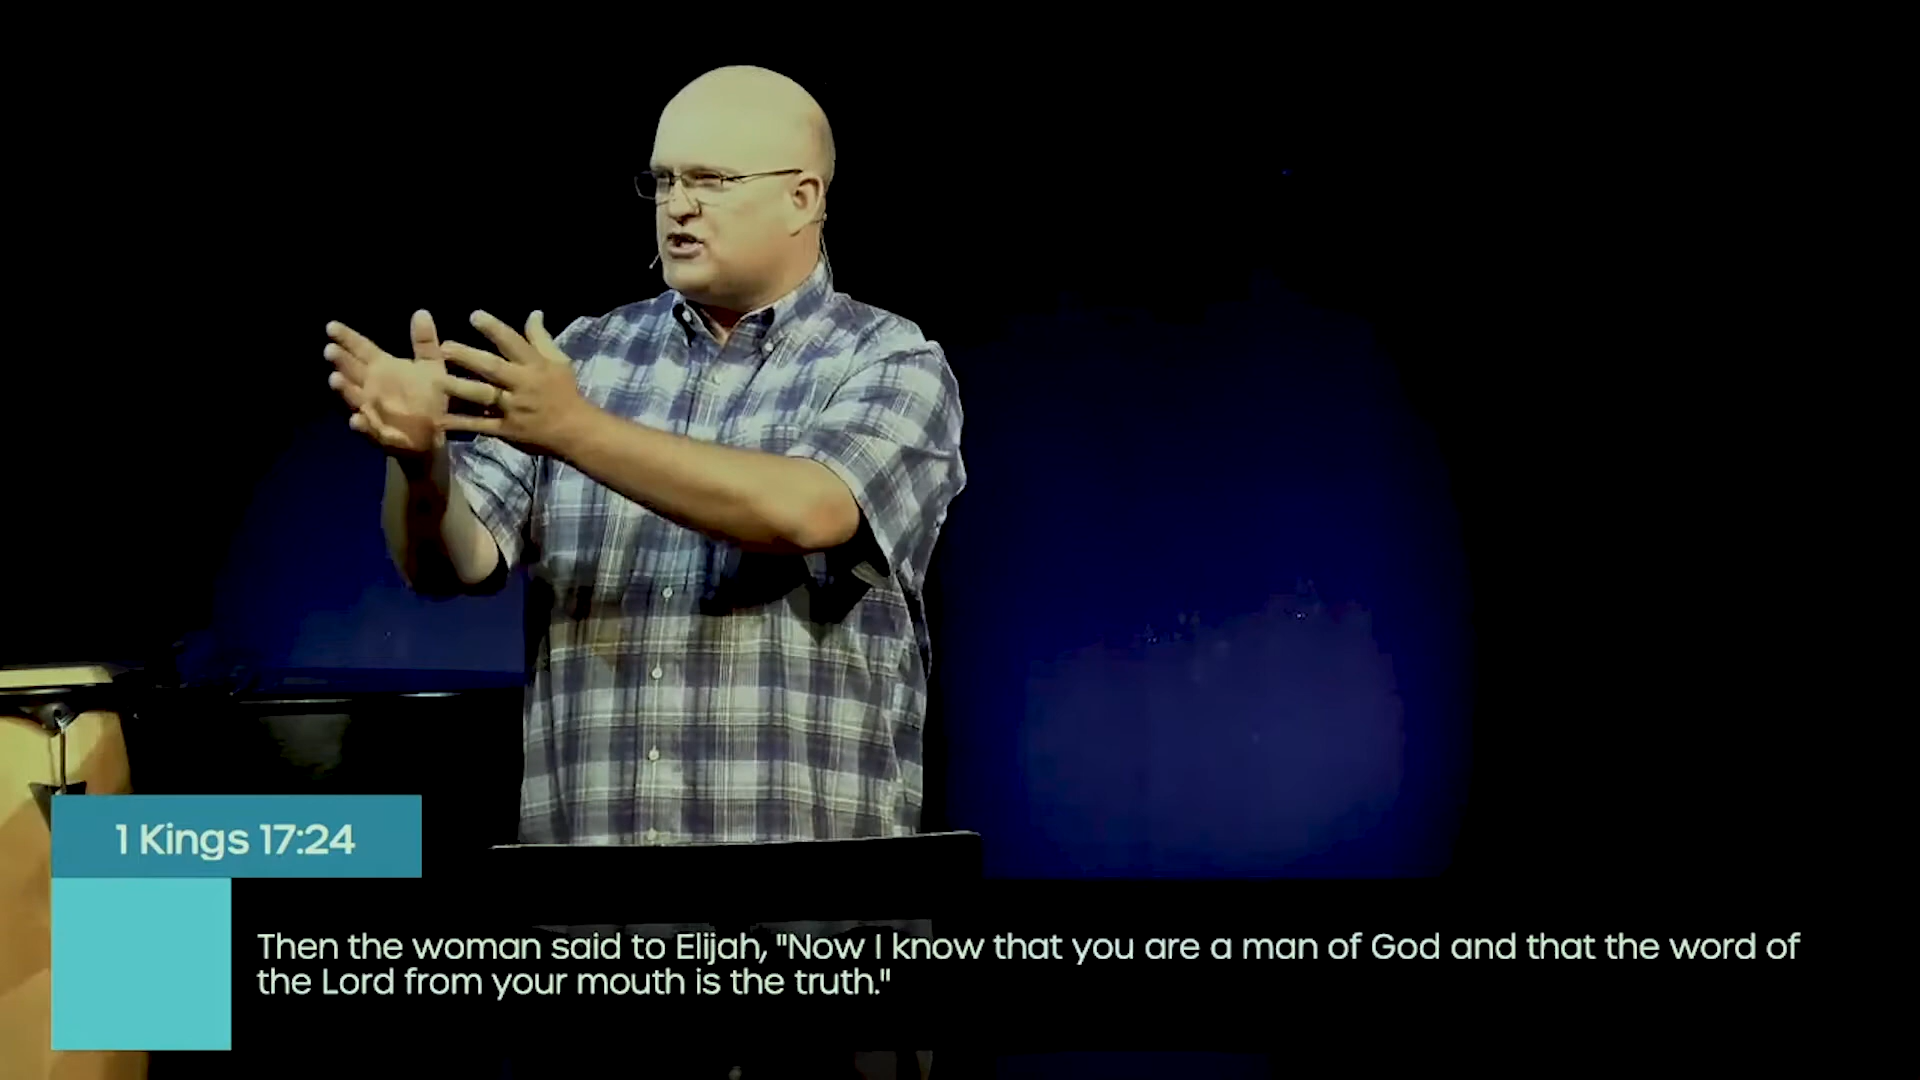 1 Kings 17:24
Then the woman said to Elijah, "Now I know that you are a man of God and that the word of
the Lord from your mouth is the truth."